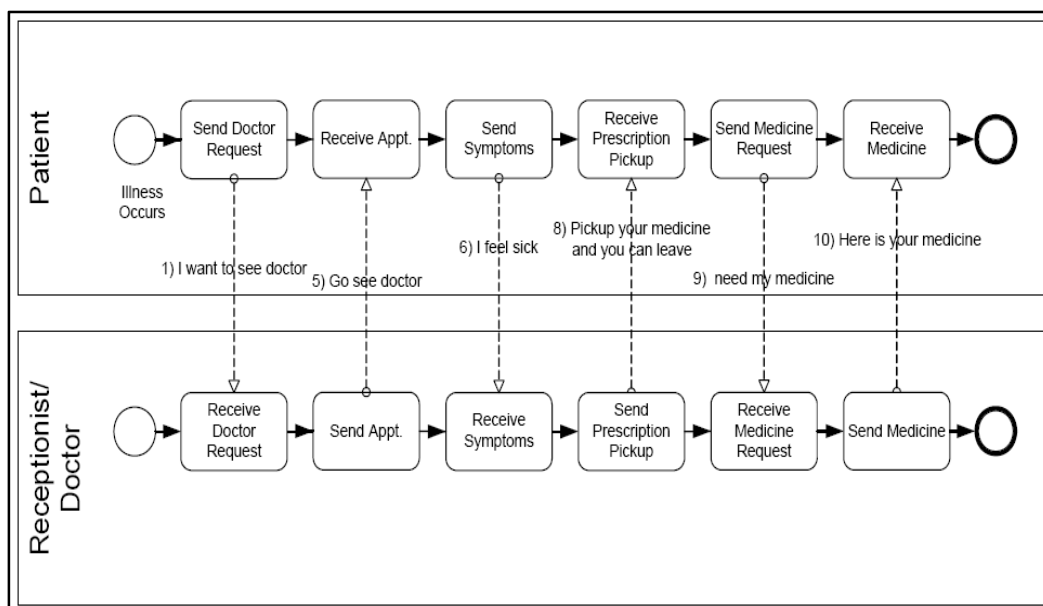 Patient
Send Doctor
Request
Receive Appt.
Send
Symptoms
Receive
Prescription
Pickup
Send Medicine
Request
Receive
Medicine
Illness
Occurs
1) I want to see doctor
5) Go see doctor
6) I feel sick
8) Pickup your medicine
and you can leave
9) need my medicine
10) Here is your medicine
Receptionist/
Doctor
Receive
Doctor
Request
Send Appt.
Receive
Symptoms
Send
Prescription
Pickup
Receive
Medicine
Request
Send Medicine